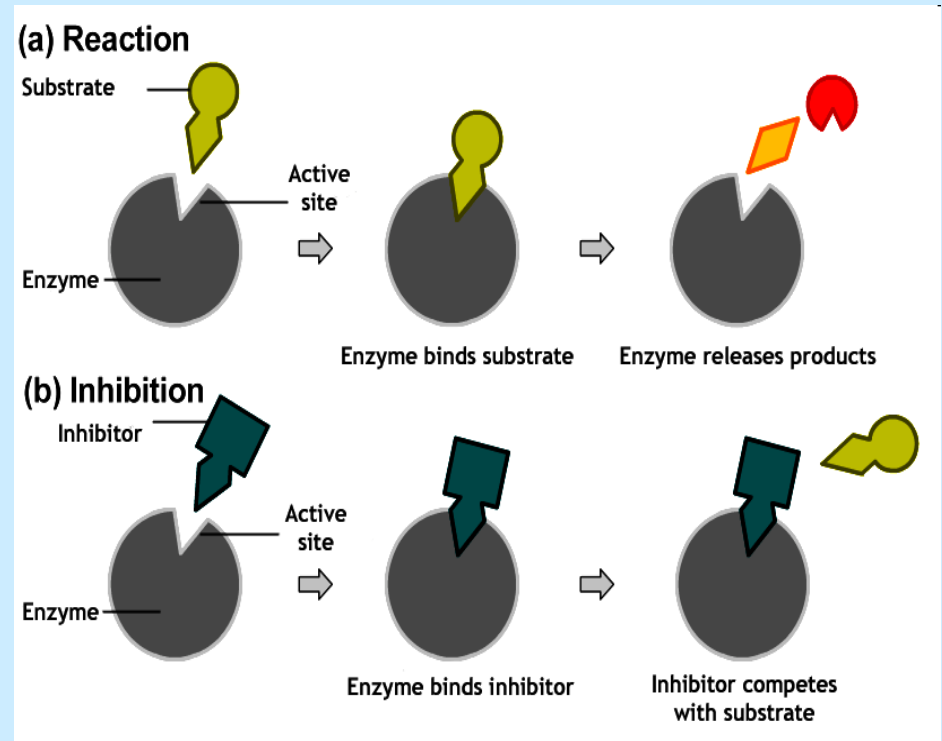 (a) Reaction
Substrate
Active
site
Enzyme
Enzyme binds substrate
Enzyme releases products
(b) Inhibition
Inhibitor
Active
site
Enzyme
Enzyme binds inhibitor
Inhibitor competes
with substrate